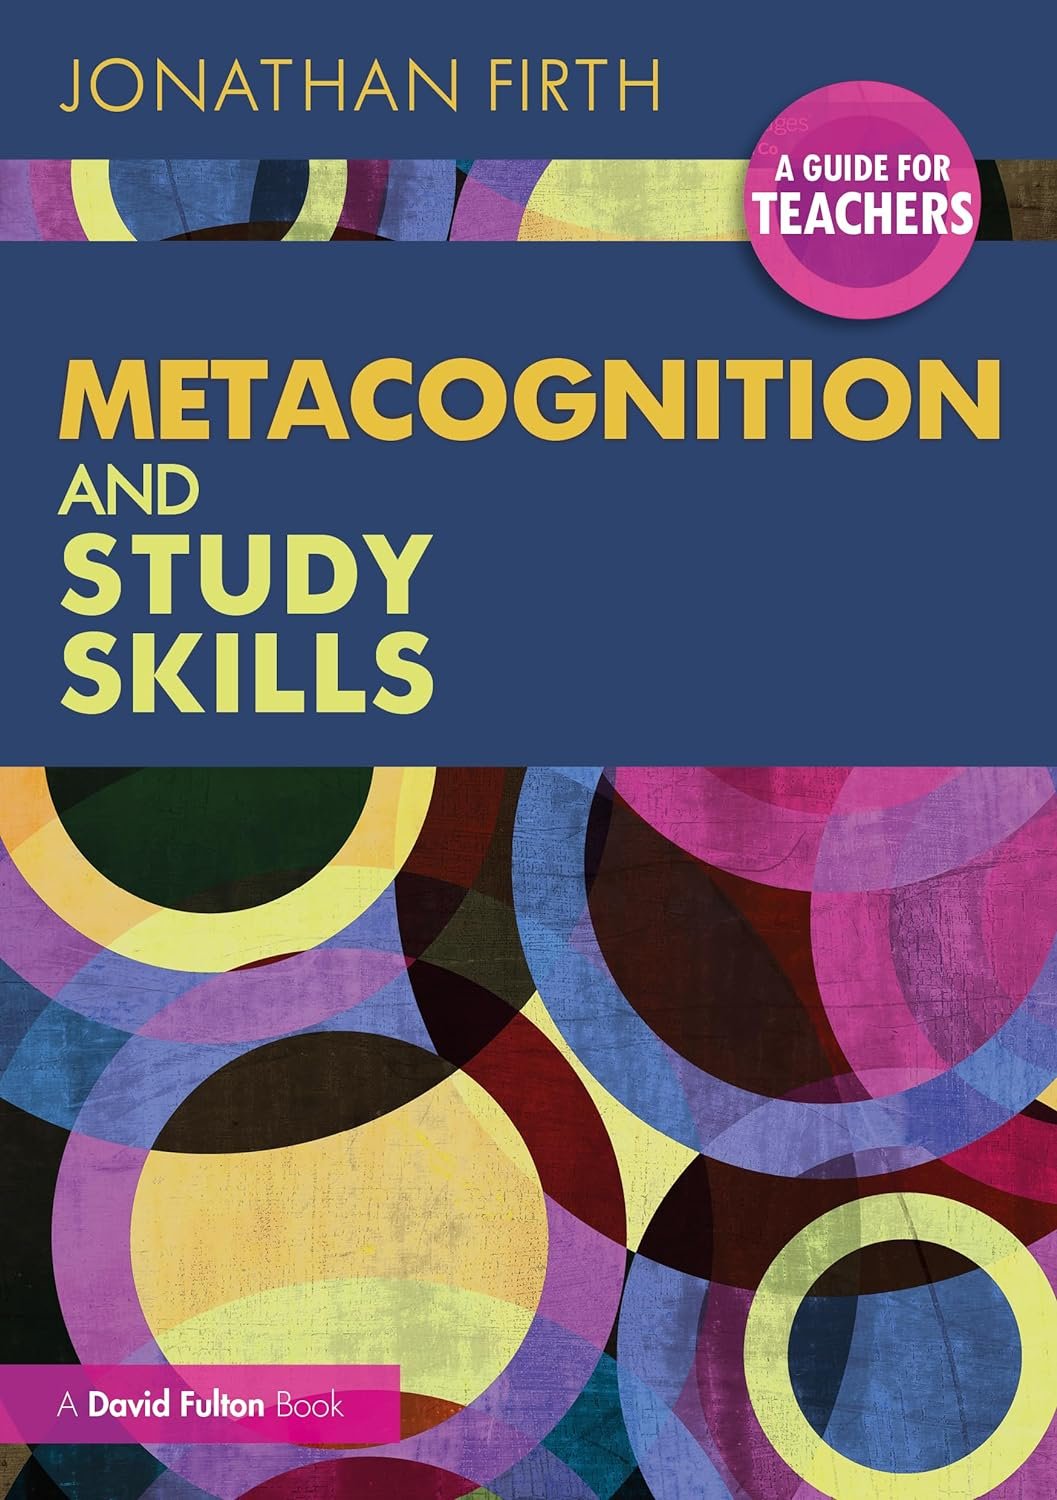 JONATHAN FIRTH
A GUIDE FOR
TEACHERS
METACOGNITION
AND
STUDY
SKILLS
A David Fulton Book